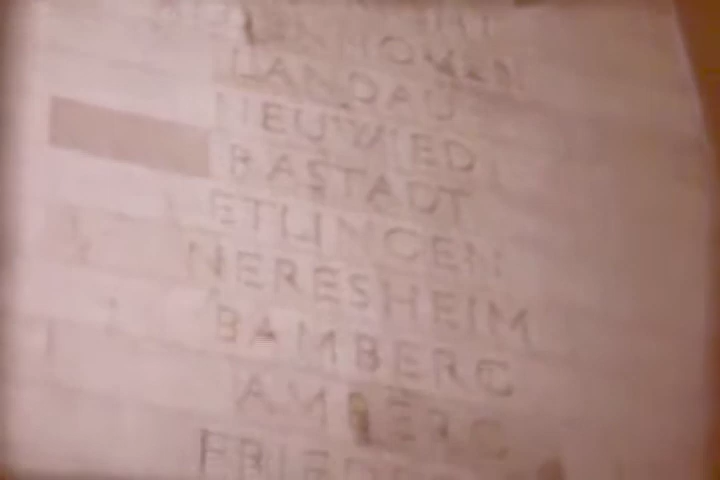 LANDAU
NEUWIED
RASTADT
ETLINGEN
NERESHEIM
BAMBERG
AMBERG